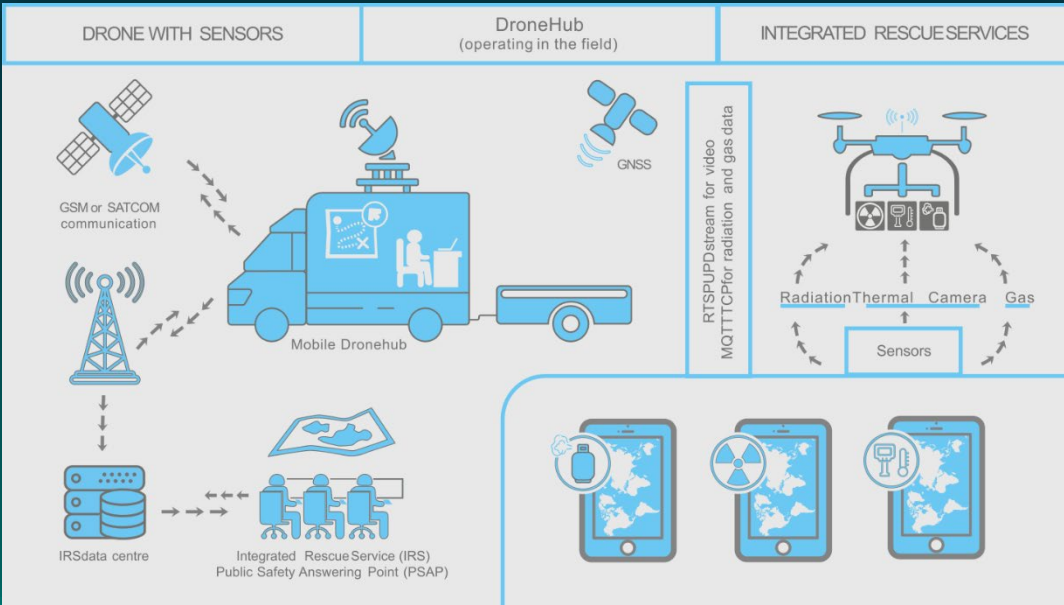 DRONE WITH SENSORS
DroneHub
(operating in the field)
INTEGRATED RESCUE SERVICES
GSM or SATCOM
communication
GNSS
Mobile Dronehub
RTSPUPDstream for video
MQTTTCPfor radiation and gas data
Radiation Thermal Camera Gas
Sensors
IRSdata centre
Integrated RescueService (IRS)
Public Safety Answering Point (PSAP)